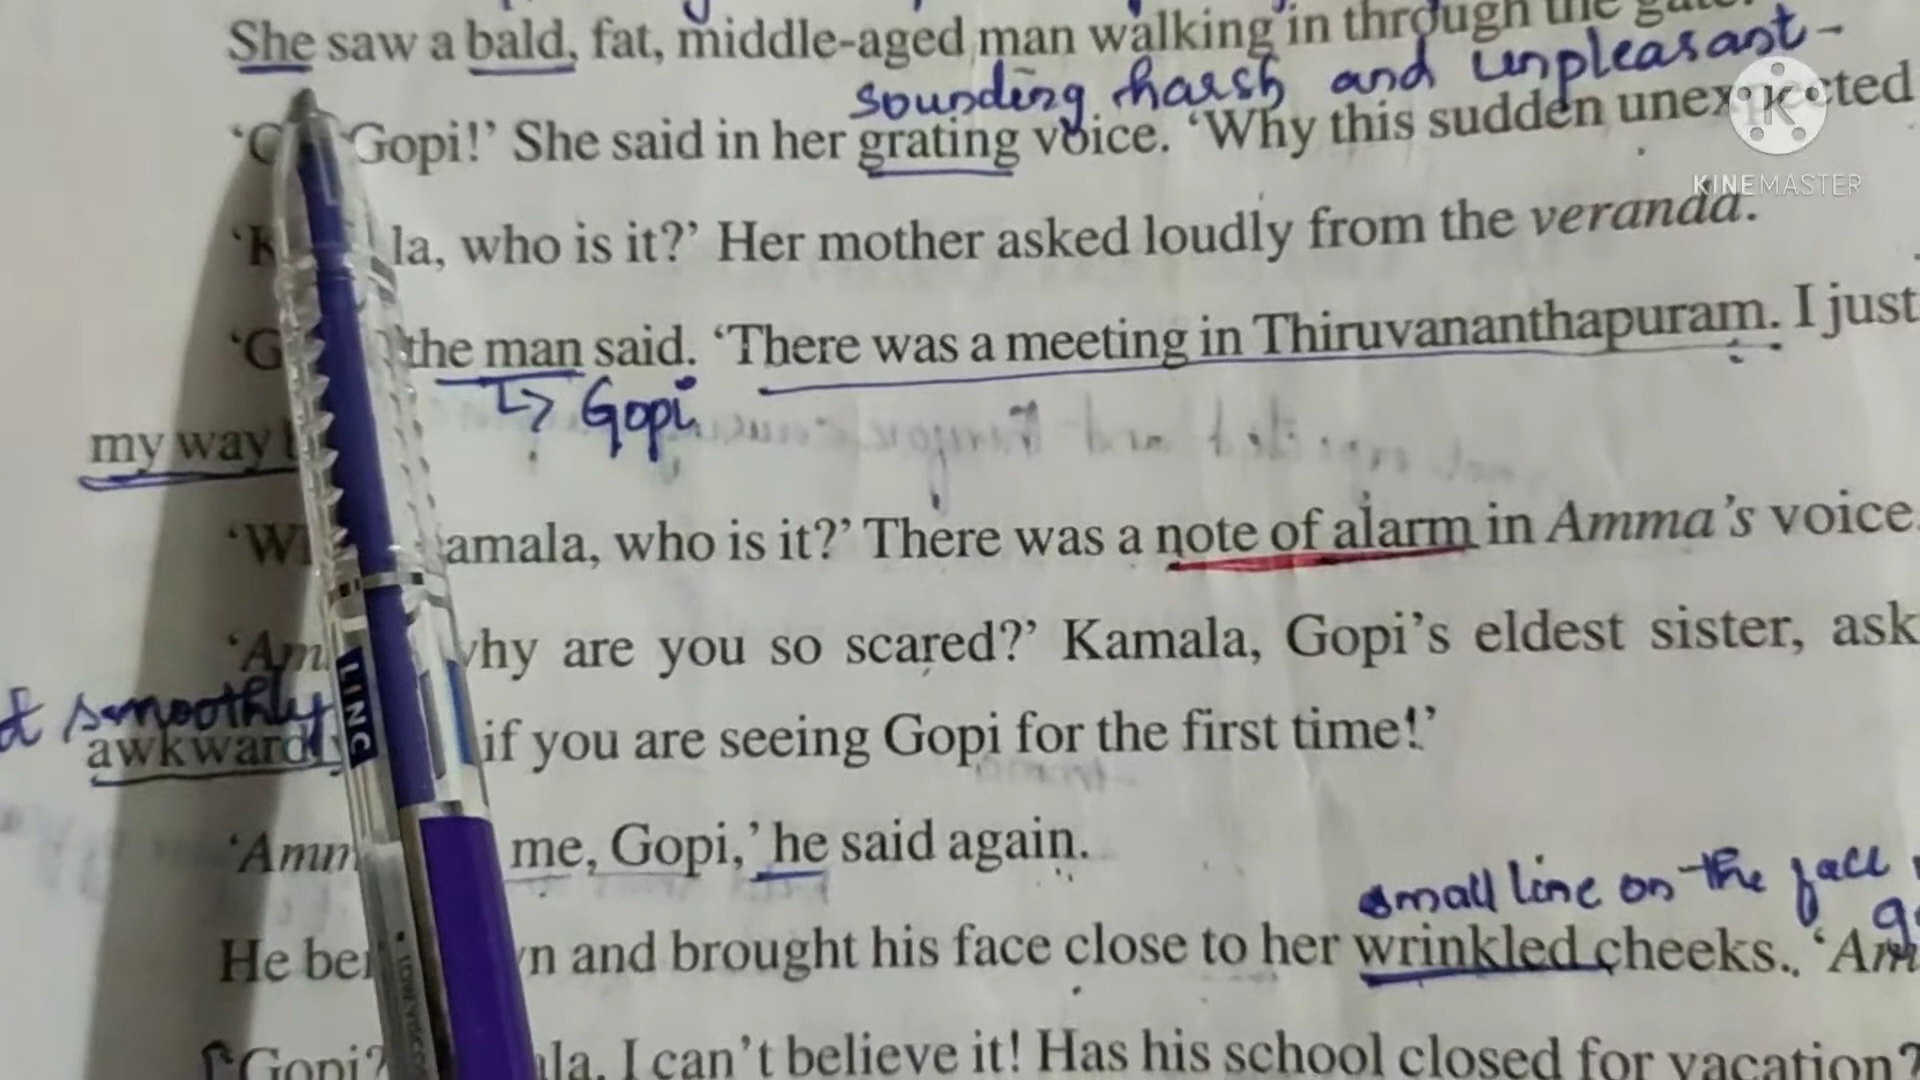 She saw a bald, fat, middle-aged man walking in through the gate.
sounding harsh and unpleasant-
Gopi!' She said in her grating voice. 'Why this sudden unexpected
KINEMASTER
la, who is it?' Her mother asked loudly from the veranda.
the man said. 'There was a meeting in Thiruvananthapuram. I just
↳ Gopi
my way
amala, who is it?' There was a note of alarm in Amma's voice
why are you so scared?' Kamala, Gopi's eldest sister, ask
smoothly
awkwardly if you are seeing Gopi for the first time!'
me, Gopi,' he said again.
small line on the face
He and brought his face close to her wrinkled cheeks. 'Am
'Gopi? la, I can't believe it! Has his school closed for vacation?
LINC